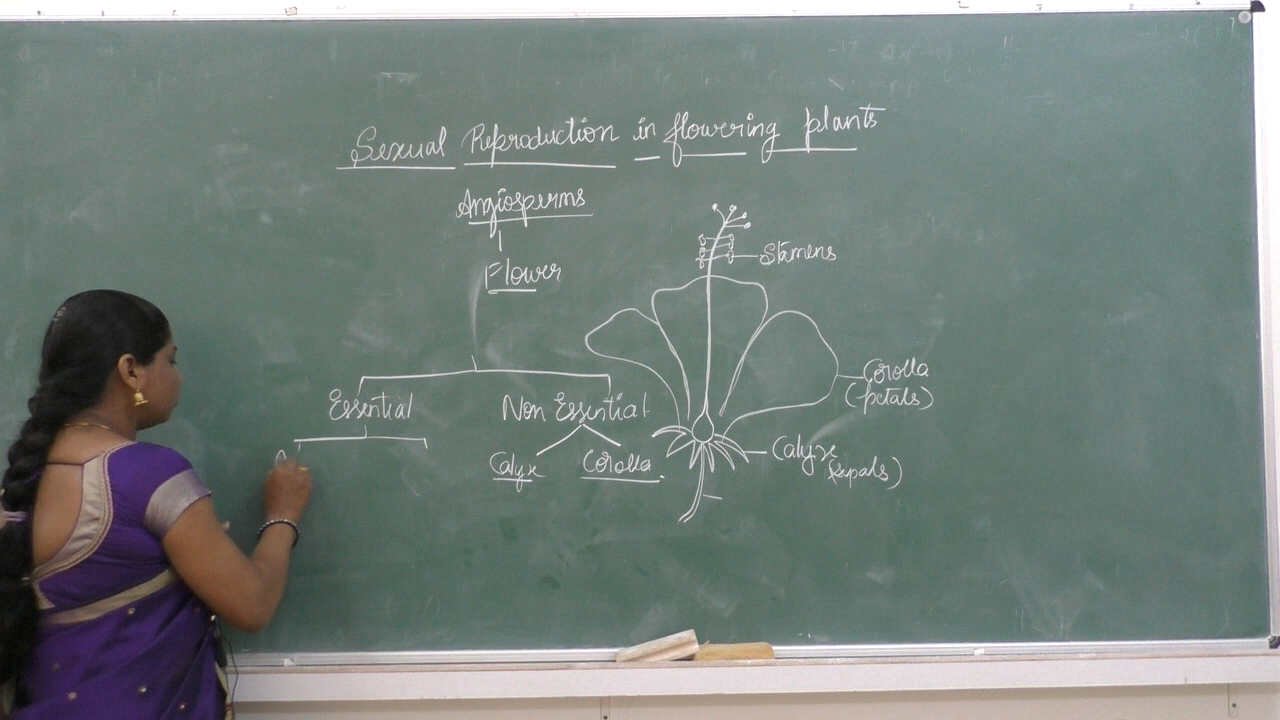 Sexual Reproduction in flowering plants
Angiosperms
Flower
Essential
Non Essential
Calyx
Corolla.
Stamens
Corolla
(petals)
Calyx
(sepals)